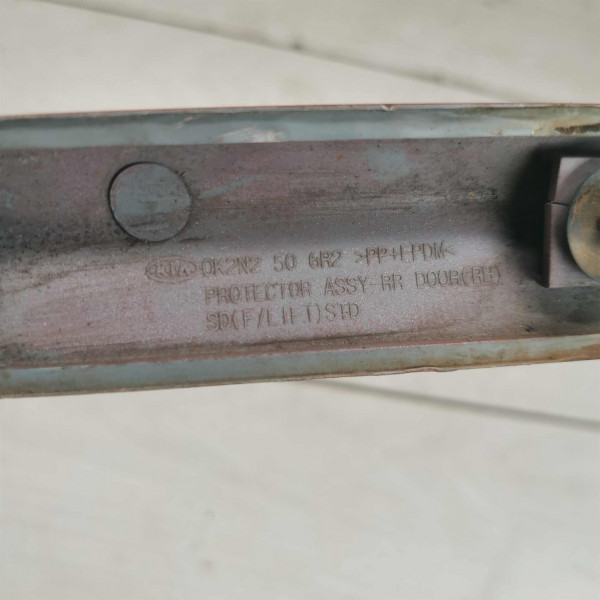 KIA 0K2N2 50 6R2 >PP+EPDM<
PROTECTOR ASSY-RR DOOR(RH)
SD(F/LIFT)STD